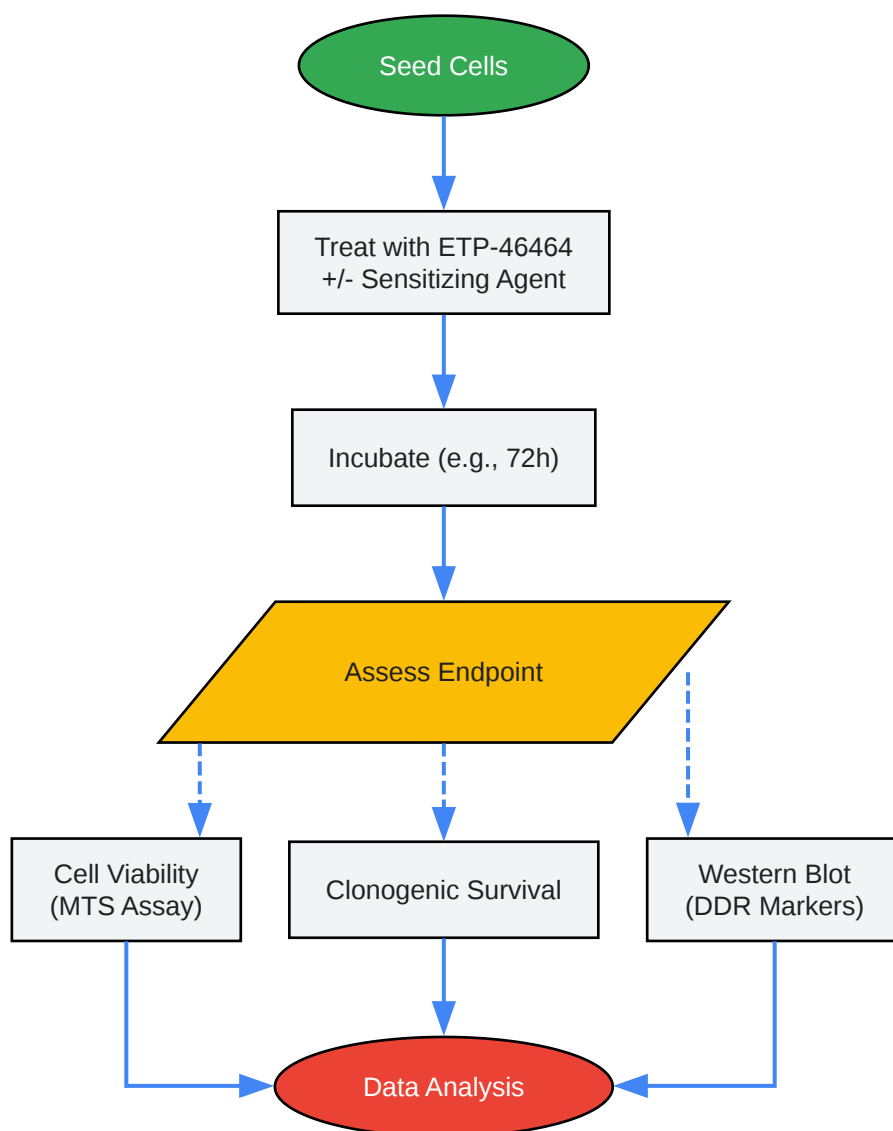 Seed Cells
Treat with ETP-46464
+/- Sensitizing Agent
Incubate (e.g., 72h)
Assess Endpoint
Cell Viability
(MTS Assay)
Clonogenic Survival
Western Blot
(DDR Markers)
Data Analysis